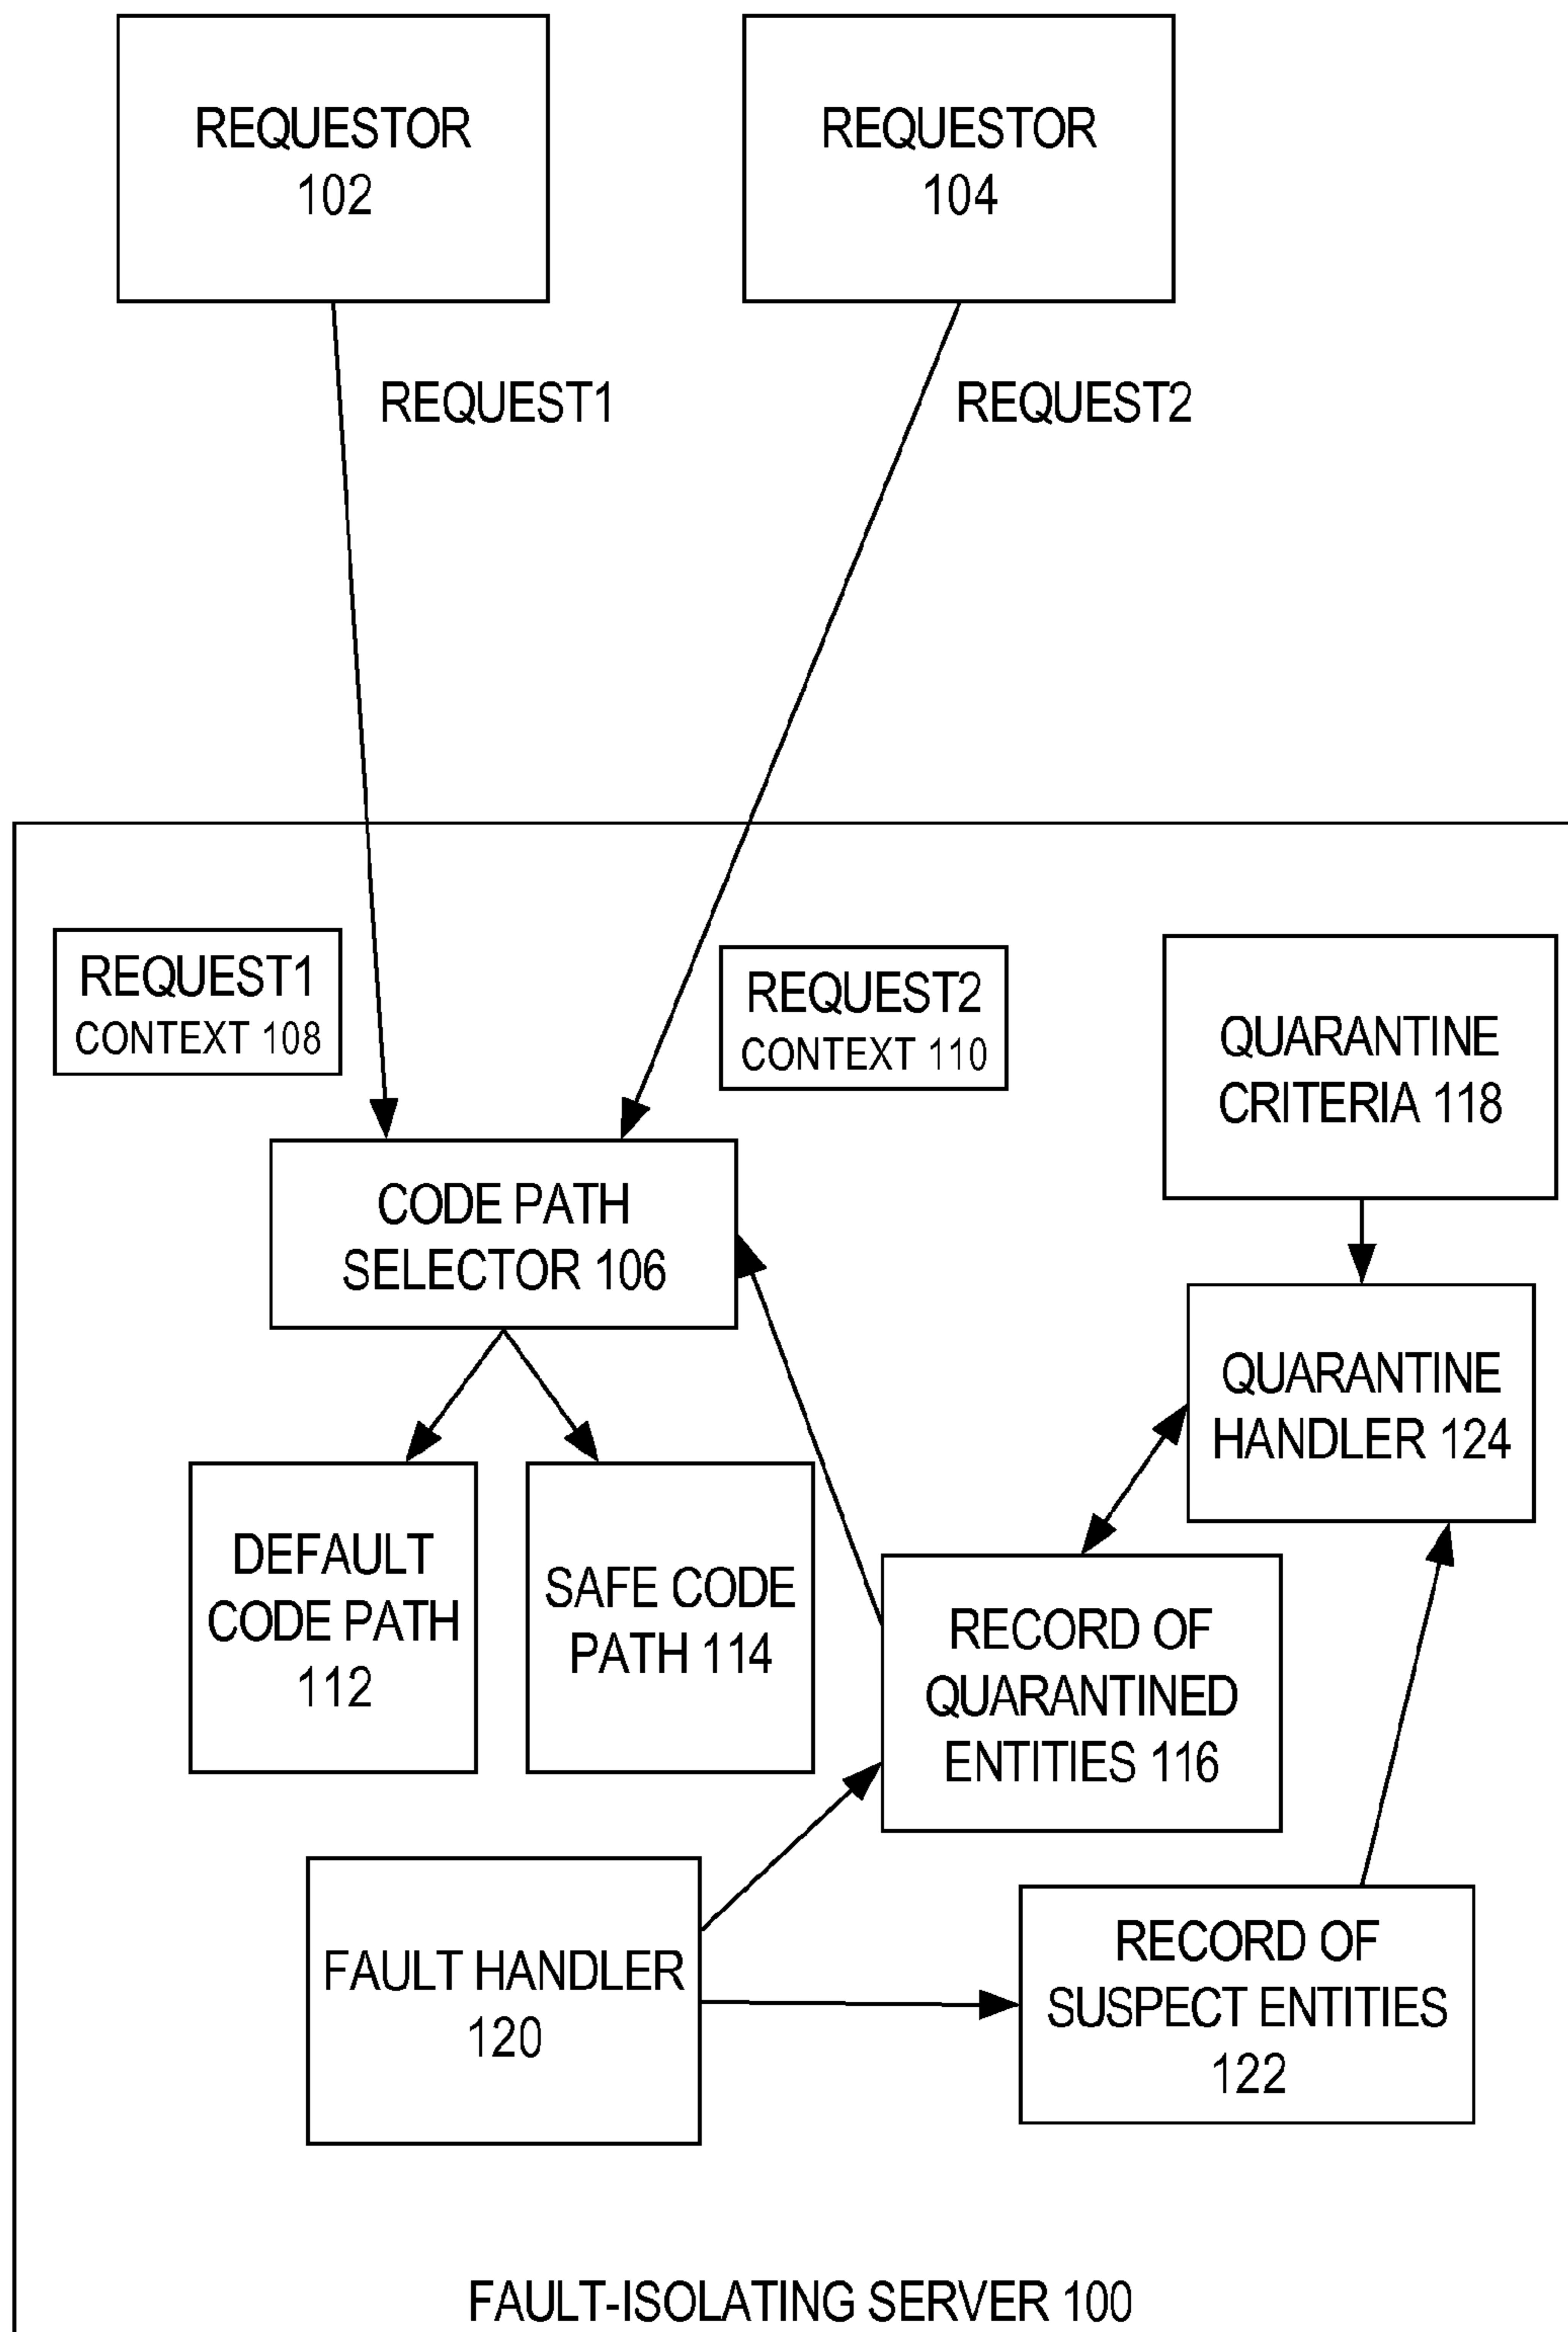 REQUESTOR
102
REQUESTOR
104
REQUEST1
REQUEST2
REQUEST1
CONTEXT 108
REQUEST2
CONTEXT 110
QUARANTINE
CRITERIA 118
CODE PATH
SELECTOR 106
QUARANTINE
HANDLER 124
DEFAULT
CODE PATH
112
SAFE CODE
PATH 114
RECORD OF
QUARANTINED
ENTITIES 116
FAULT HANDLER
120
RECORD OF
SUSPECT ENTITIES
122
FAULT-ISOLATING SERVER 100